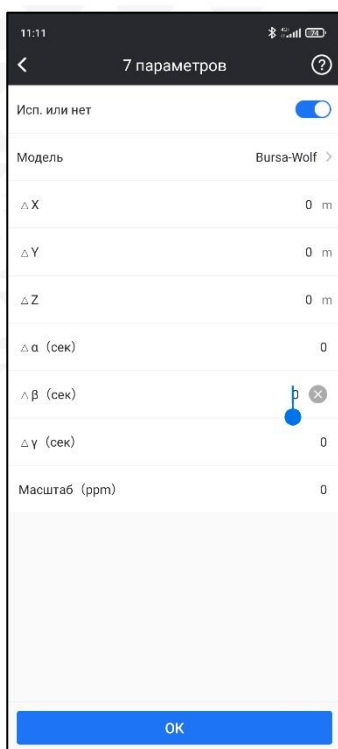 11:11
74
7 параметров
Исп. или нет
Модель Bursa-Wolf
△ X 0 m
△ Y 0 m
△ Z 0 m
△ α (сек) 0
△ β (сек) 0
△ γ (сек) 0
Масштаб (ppm) 0
OK